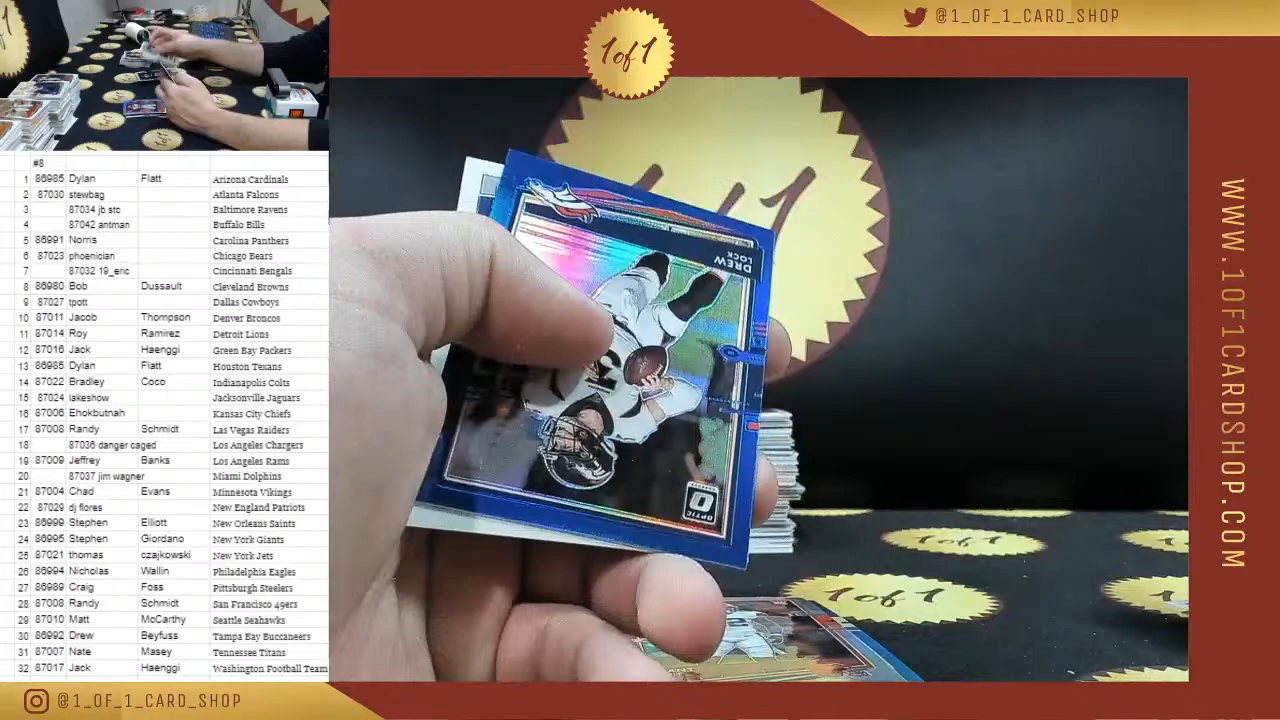 1of1
@1_OF_1_CARD_SHOP
#8
1 86985 Dylan Flatt Arizona Cardinals
2 87030 stewbag Atlanta Falcons
3 87034 jb stc Baltimore Ravens
4 87042 antman Buffalo Bills
5 86991 Norris Carolina Panthers
6 87023 phoenician Chicago Bears
7 87032 19_eric Cincinnati Bengals
8 86980 Bob Dussault Cleveland Browns
9 87027 tpott Dallas Cowboys
10 87011 Jacob Thompson Denver Broncos
11 87014 Roy Ramirez Detroit Lions
12 87016 Jack Haenggi Green Bay Packers
13 86985 Dylan Flatt Houston Texans
14 87022 Bradley Coco Indianapolis Colts
15 87024 lakeshow Jacksonville Jaguars
16 87006 Ehokbutnah Kansas City Chiefs
17 87008 Randy Schmidt Las Vegas Raiders
18 87036 danger caged Los Angeles Chargers
19 87009 Jeffrey Banks Los Angeles Rams
20 87037 jim wagner Miami Dolphins
21 87004 Chad Evans Minnesota Vikings
22 87029 dj flores New England Patriots
23 86999 Stephen Elliott New Orleans Saints
24 86995 Stephen Giordano New York Giants
25 87021 thomas czajkowski New York Jets
26 86994 Nicholas Wallin Philadelphia Eagles
27 86989 Craig Foss Pittsburgh Steelers
28 87008 Randy Schmidt San Francisco 49ers
29 87010 Matt McCarthy Seattle Seahawks
30 86992 Drew Beyfuss Tampa Bay Buccaneers
31 87007 Nate Masey Tennessee Titans
32 87017 Jack Haenggi Washington Football Team
DREW
LOCK
OPTIC
1of1
1of1
WWW.1OF1CARDSHOP.COM
@1_OF_1_CARD_SHOP